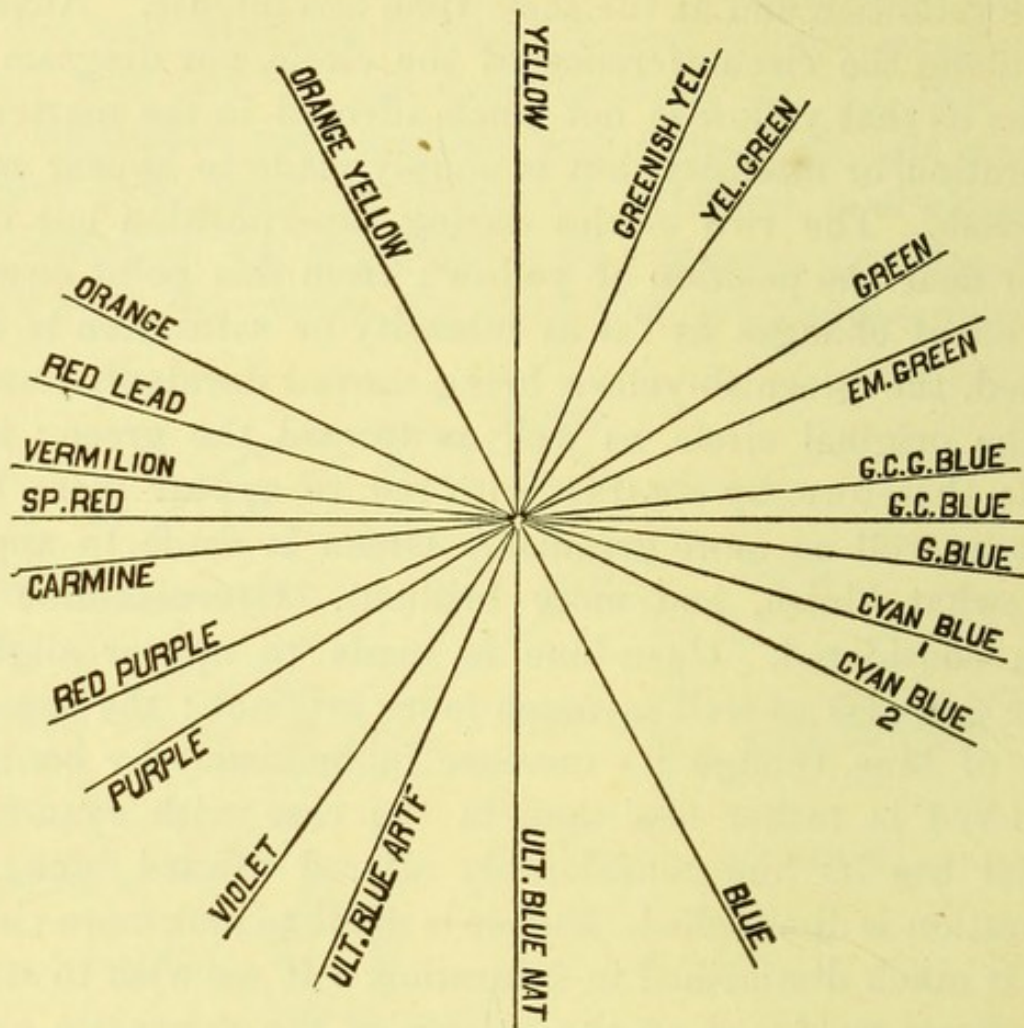 YELLOW
GREENISH YEL.
YEL. GREEN
GREEN
EM. GREEN
G.C.G. BLUE
G.C. BLUE
G. BLUE
CYAN BLUE
1
CYAN BLUE
2
BLUE
ULT. BLUE NAT
ULT. BLUE ARTF
VIOLET
PURPLE
RED PURPLE
CARMINE
SP. RED
VERMILION
RED LEAD
ORANGE
ORANGE YELLOW